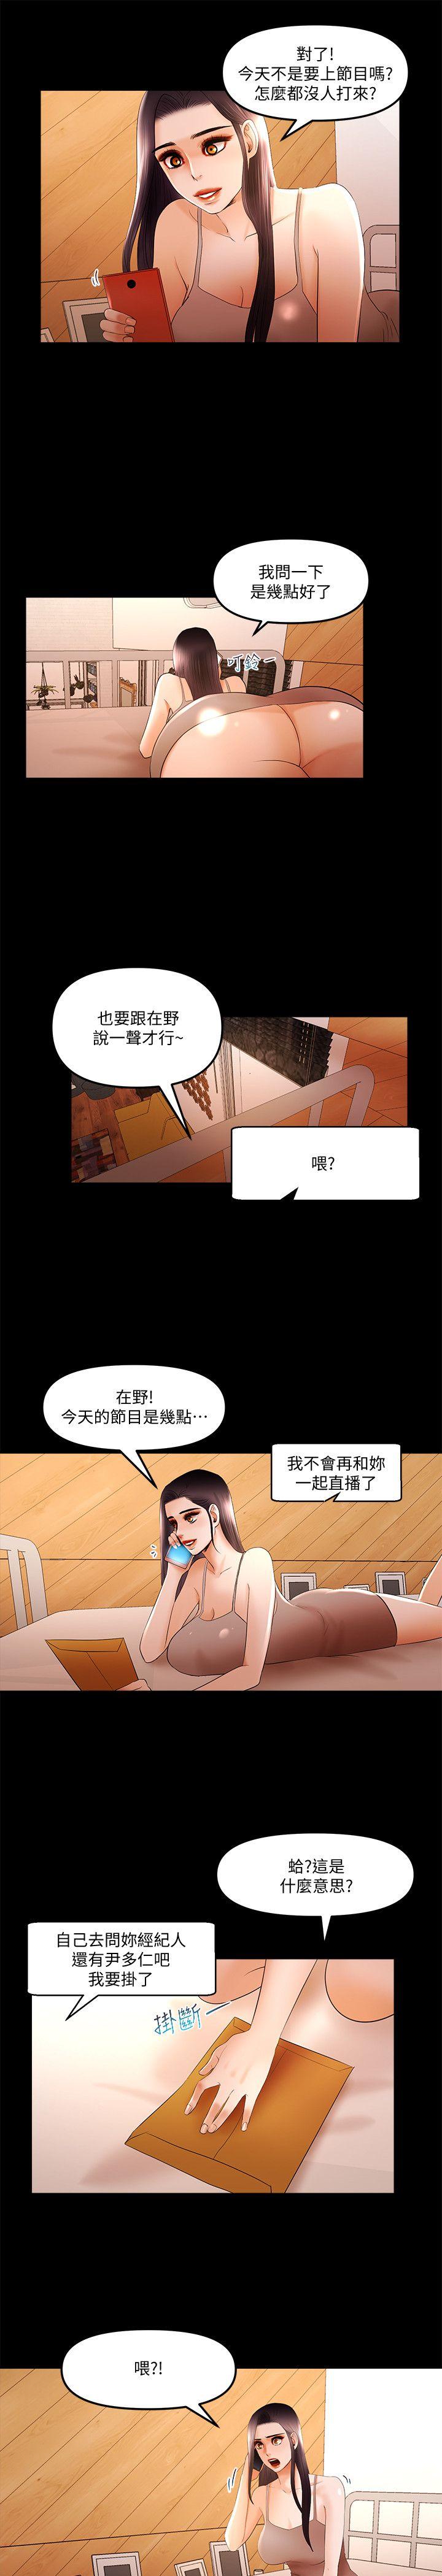 對了!
今天不是要上節目嗎?
怎麼都沒人打來?
我問一下
是幾點好了
叮鈴一
也要跟在野
說一聲才行~
喂?
在野!
今天的節目是幾點…
我不會再和妳
一起直播了
蛤?這是
什麼意思?
自己去問妳經紀人
還有尹多仁吧
我要掛了
掛斷一
喂?!